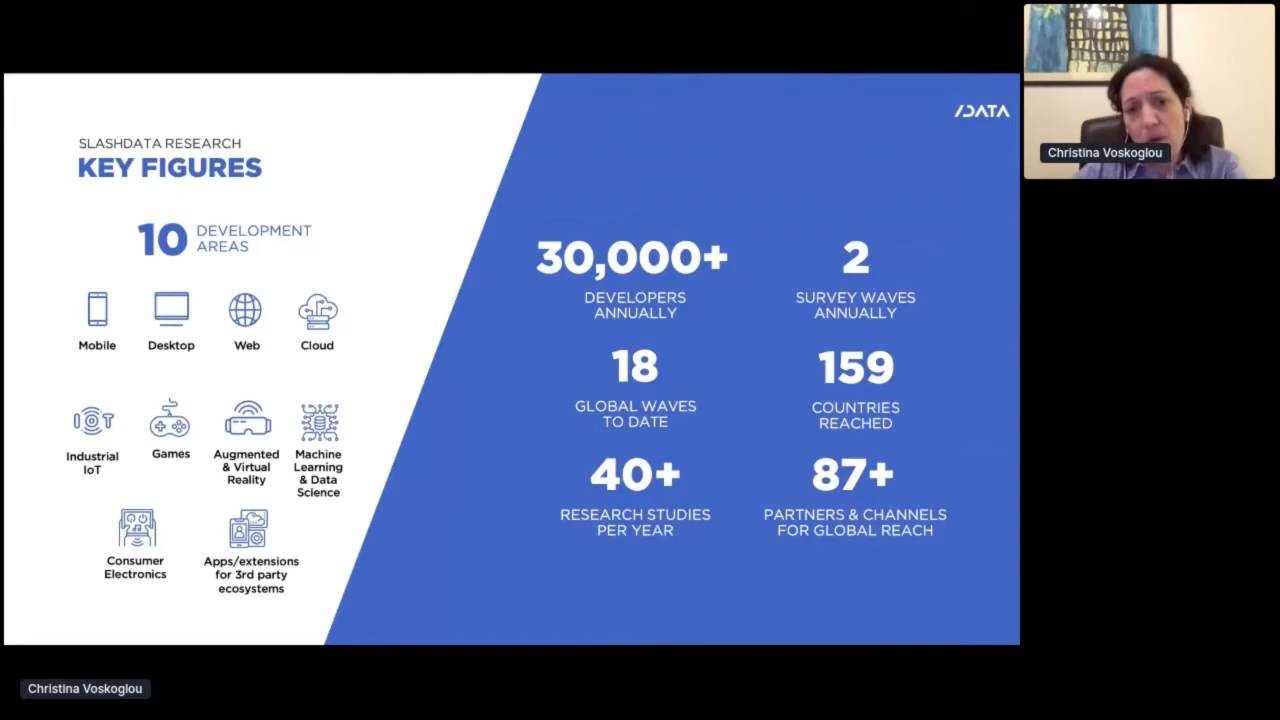 SLASHDATA RESEARCH
KEY FIGURES
10
DEVELOPMENT
AREAS
Mobile
Desktop
Web
Cloud
IOT
Industrial
IoT
Games
Augmented
& Virtual
Reality
Machine
Learning
& Data
Science
Consumer
Electronics
Apps/extensions
for 3rd party
ecosystems
/DATA
30,000+
DEVELOPERS
ANNUALLY
2
SURVEY WAVES
ANNUALLY
18
GLOBAL WAVES
TO DATE
159
COUNTRIES
REACHED
40+
RESEARCH STUDIES
PER YEAR
87+
PARTNERS & CHANNELS
FOR GLOBAL REACH
Christina Voskoglou
Christina Voskoglou